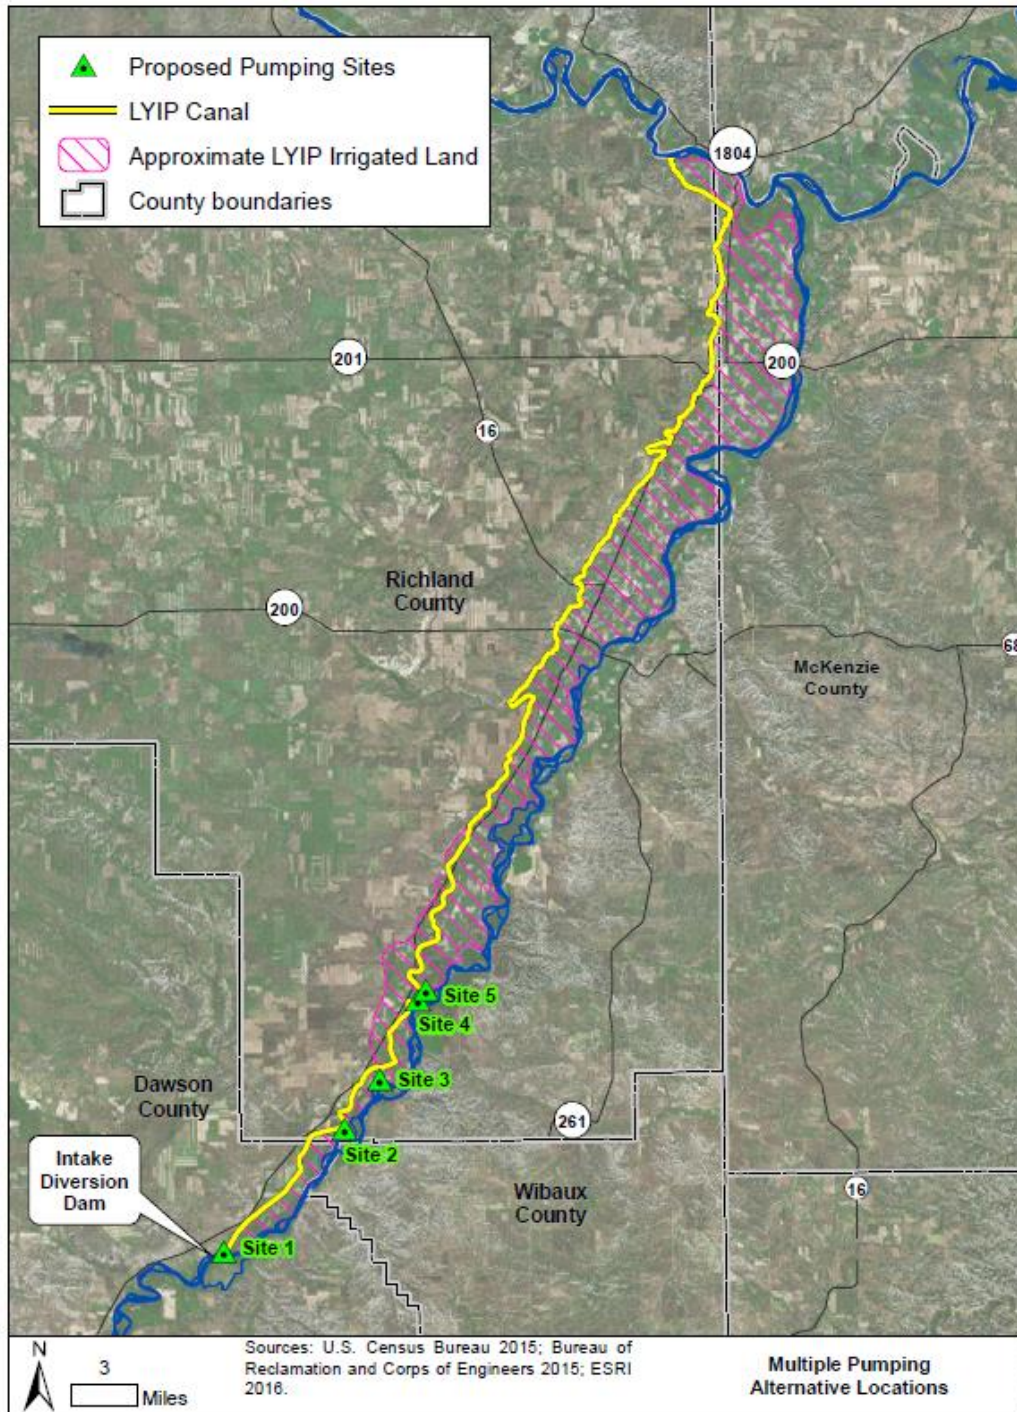 Proposed Pumping Sites
LYIP Canal
Approximate LYIP Irrigated Land
County boundaries
1804
201
200
16
Richland
County
200
McKenzie
County
68
Site 5
Site 4
Site 3
Dawson
County
261
Site 2
Intake
Diversion
Dam
Wibaux
County
16
Site 1
N
3
Miles
Sources: U.S. Census Bureau 2015; Bureau of
Reclamation and Corps of Engineers 2015; ESRI
2016.
Multiple Pumping
Alternative Locations